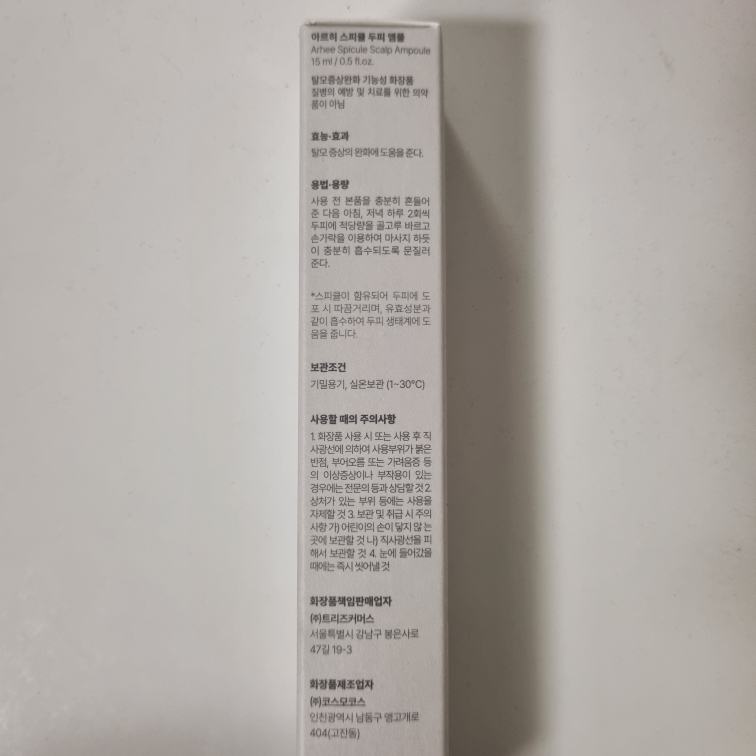 아르히 스피큘 두피 앰플
Arhee Spicule Scalp Ampoule
15 ml / 0.5 fl.oz.
탈모증상완화 기능성 화장품
질병의 예방 및 치료를 위한 의약
품이 아님
효능·효과
탈모 증상의 완화에 도움을 준다.
용법·용량
사용 전 본품을 충분히 흔들어
준 다음 아침, 저녁 하루 2회씩
두피에 적당량을 골고루 바르고
손가락을 이용하여 마사지 하듯
이 충분히 흡수되도록 문질러
준다.
*스피큘이 함유되어 두피에 도
포 시 따끔거리며, 유효성분과
같이 흡수하여 두피 생태계에 도
움을 줍니다.
보관조건
기밀용기, 실온보관 (1~30°C)
사용할 때의 주의사항
1. 화장품 사용 시 또는 사용 후 직
사광선에 의하여 사용부위가 붉은
반점, 부어오름 또는 가려움증 등
의 이상증상이나 부작용이 있는
경우에는 전문의 등과 상담할 것 2.
상처가 있는 부위 등에는 사용을
자제할 것 3. 보관 및 취급 시 주의
사항 가) 어린이의 손이 닿지 않 는
곳에 보관할 것 나) 직사광선을 피
해서 보관할 것 4. 눈에 들어갔을
때에는 즉시 씻어낼 것
화장품책임판매업자
㈜트리즈커머스
서울특별시 강남구 봉은사로
47길 19-3
화장품제조업자
㈜코스모코스
인천광역시 남동구 앵고개로
404(고잔동)